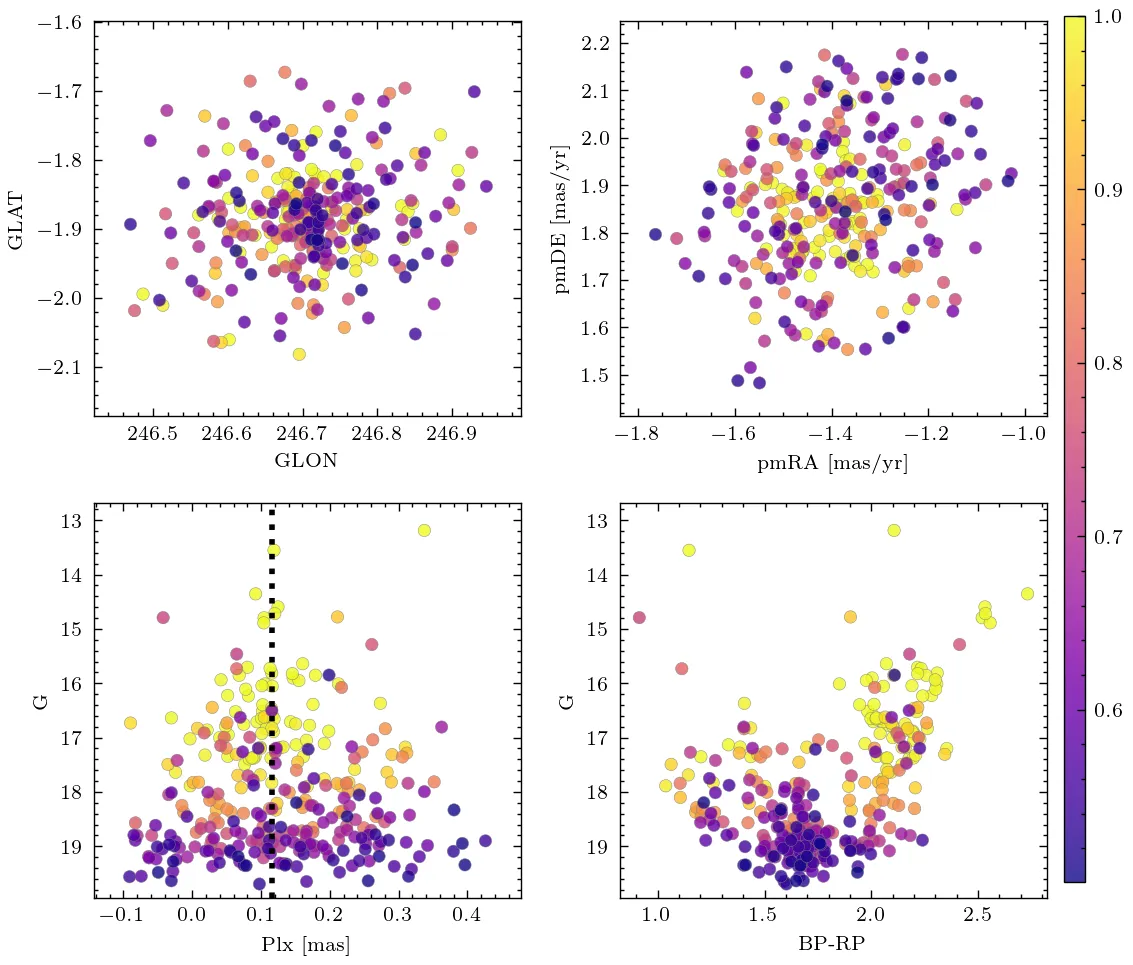 −1.6
−1.7
−1.8
−1.9
−2.0
−2.1
GLAT
246.5 246.6 246.7 246.8 246.9
GLON
2.2
2.1
2.0
1.9
1.8
1.7
1.6
1.5
pmDE [mas/yr]
−1.8 −1.6 −1.4 −1.2 −1.0
pmRA [mas/yr]
13
14
15
16
17
18
19
G
−0.1 0.0 0.1 0.2 0.3 0.4
Plx [mas]
13
14
15
16
17
18
19
G
1.0 1.5 2.0 2.5
BP-RP
1.0
0.9
0.8
0.7
0.6